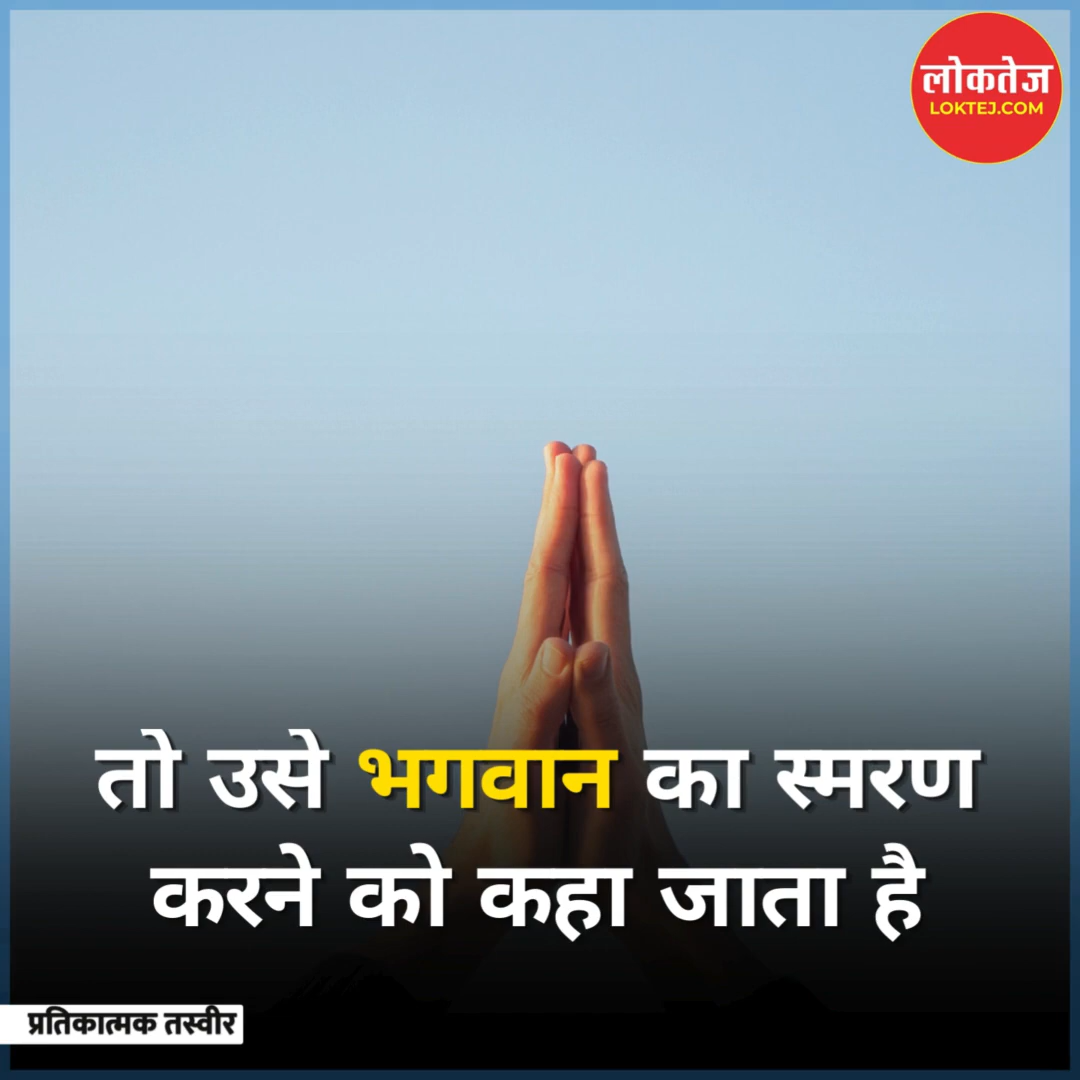 लोकतेज
LOKTEJ.COM
तो उसे भगवान का स्मरण
करने को कहा जाता है
प्रतिकात्मक तस्वीर